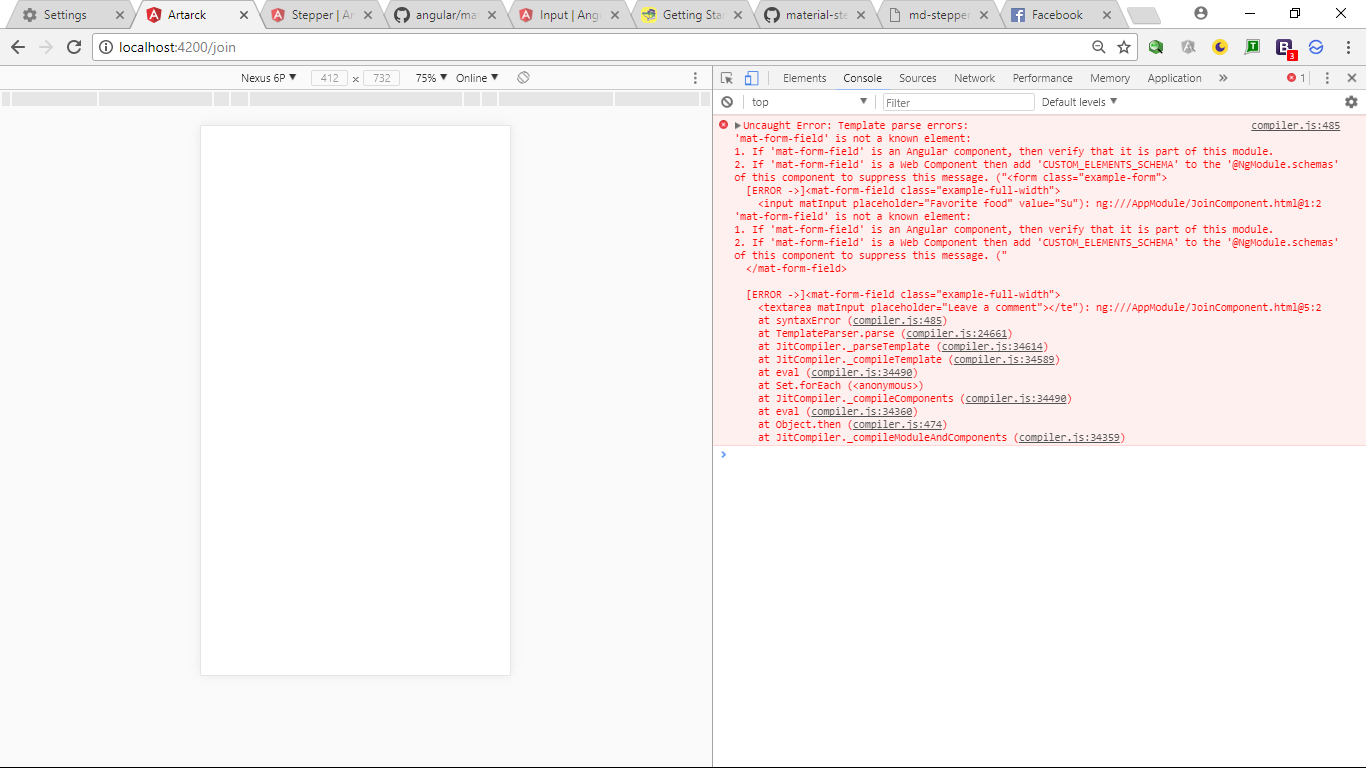 Settings
Artarck
Stepper | An
angular/mat
Input | Ang
Getting Star
material-ste
md-stepper
Facebook
localhost:4200/join
3
Nexus 6P ▼ 412 x 732 75% ▼ Online ▼
Elements Console Sources Network Performance Memory Application » 1
top ▼ Filter Default levels ▼
▶Uncaught Error: Template parse errors: compiler.js:485
'mat-form-field' is not a known element:
1. If 'mat-form-field' is an Angular component, then verify that it is part of this module.
2. If 'mat-form-field' is a Web Component then add 'CUSTOM_ELEMENTS_SCHEMA' to the '@NgModule.schemas'
of this component to suppress this message. ("<form class="example-form">
[ERROR ->]<mat-form-field class="example-full-width">
<input matInput placeholder="Favorite food" value="Su"): ng:///AppModule/JoinComponent.html@1:2
'mat-form-field' is not a known element:
1. If 'mat-form-field' is an Angular component, then verify that it is part of this module.
2. If 'mat-form-field' is a Web Component then add 'CUSTOM_ELEMENTS_SCHEMA' to the '@NgModule.schemas'
of this component to suppress this message. ("
</mat-form-field>
[ERROR ->]<mat-form-field class="example-full-width">
<textarea matInput placeholder="Leave a comment"></te"): ng:///AppModule/JoinComponent.html@5:2
at syntaxError (compiler.js:485)
at TemplateParser.parse (compiler.js:24661)
at JitCompiler._parseTemplate (compiler.js:34614)
at JitCompiler._compileTemplate (compiler.js:34589)
at eval (compiler.js:34490)
at Set.forEach (<anonymous>)
at JitCompiler._compileComponents (compiler.js:34490)
at eval (compiler.js:34360)
at Object.then (compiler.js:474)
at JitCompiler._compileModuleAndComponents (compiler.js:34359)